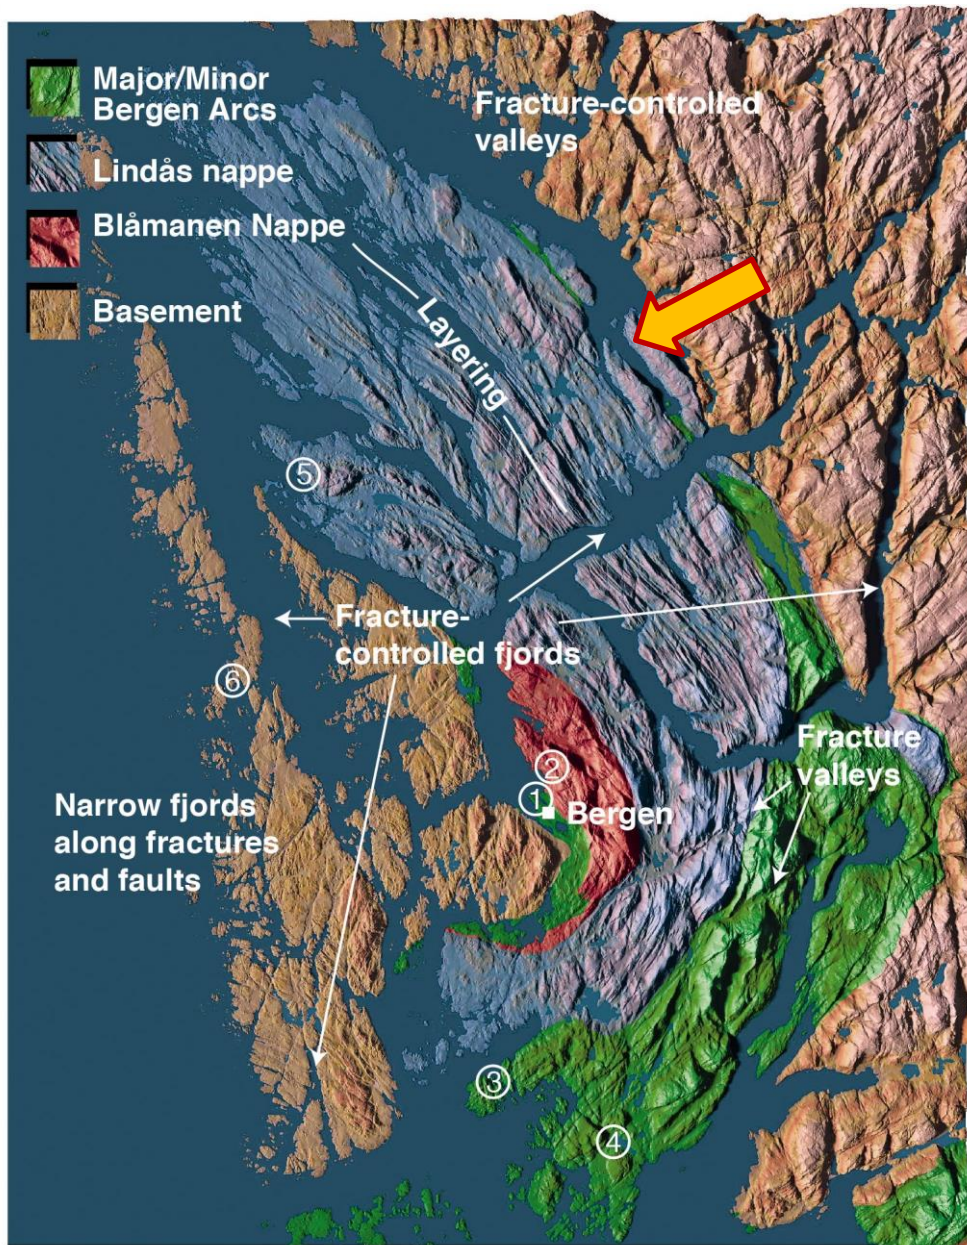 Major/Minor
Bergen Arcs
Lindås nappe
Blåmanen Nappe
Basement
Fracture-controlled
valleys
Layering
5
Fracture-
controlled fjords
6
2
1
Bergen
Fracture
valleys
Narrow fjords
along fractures
and faults
3
4